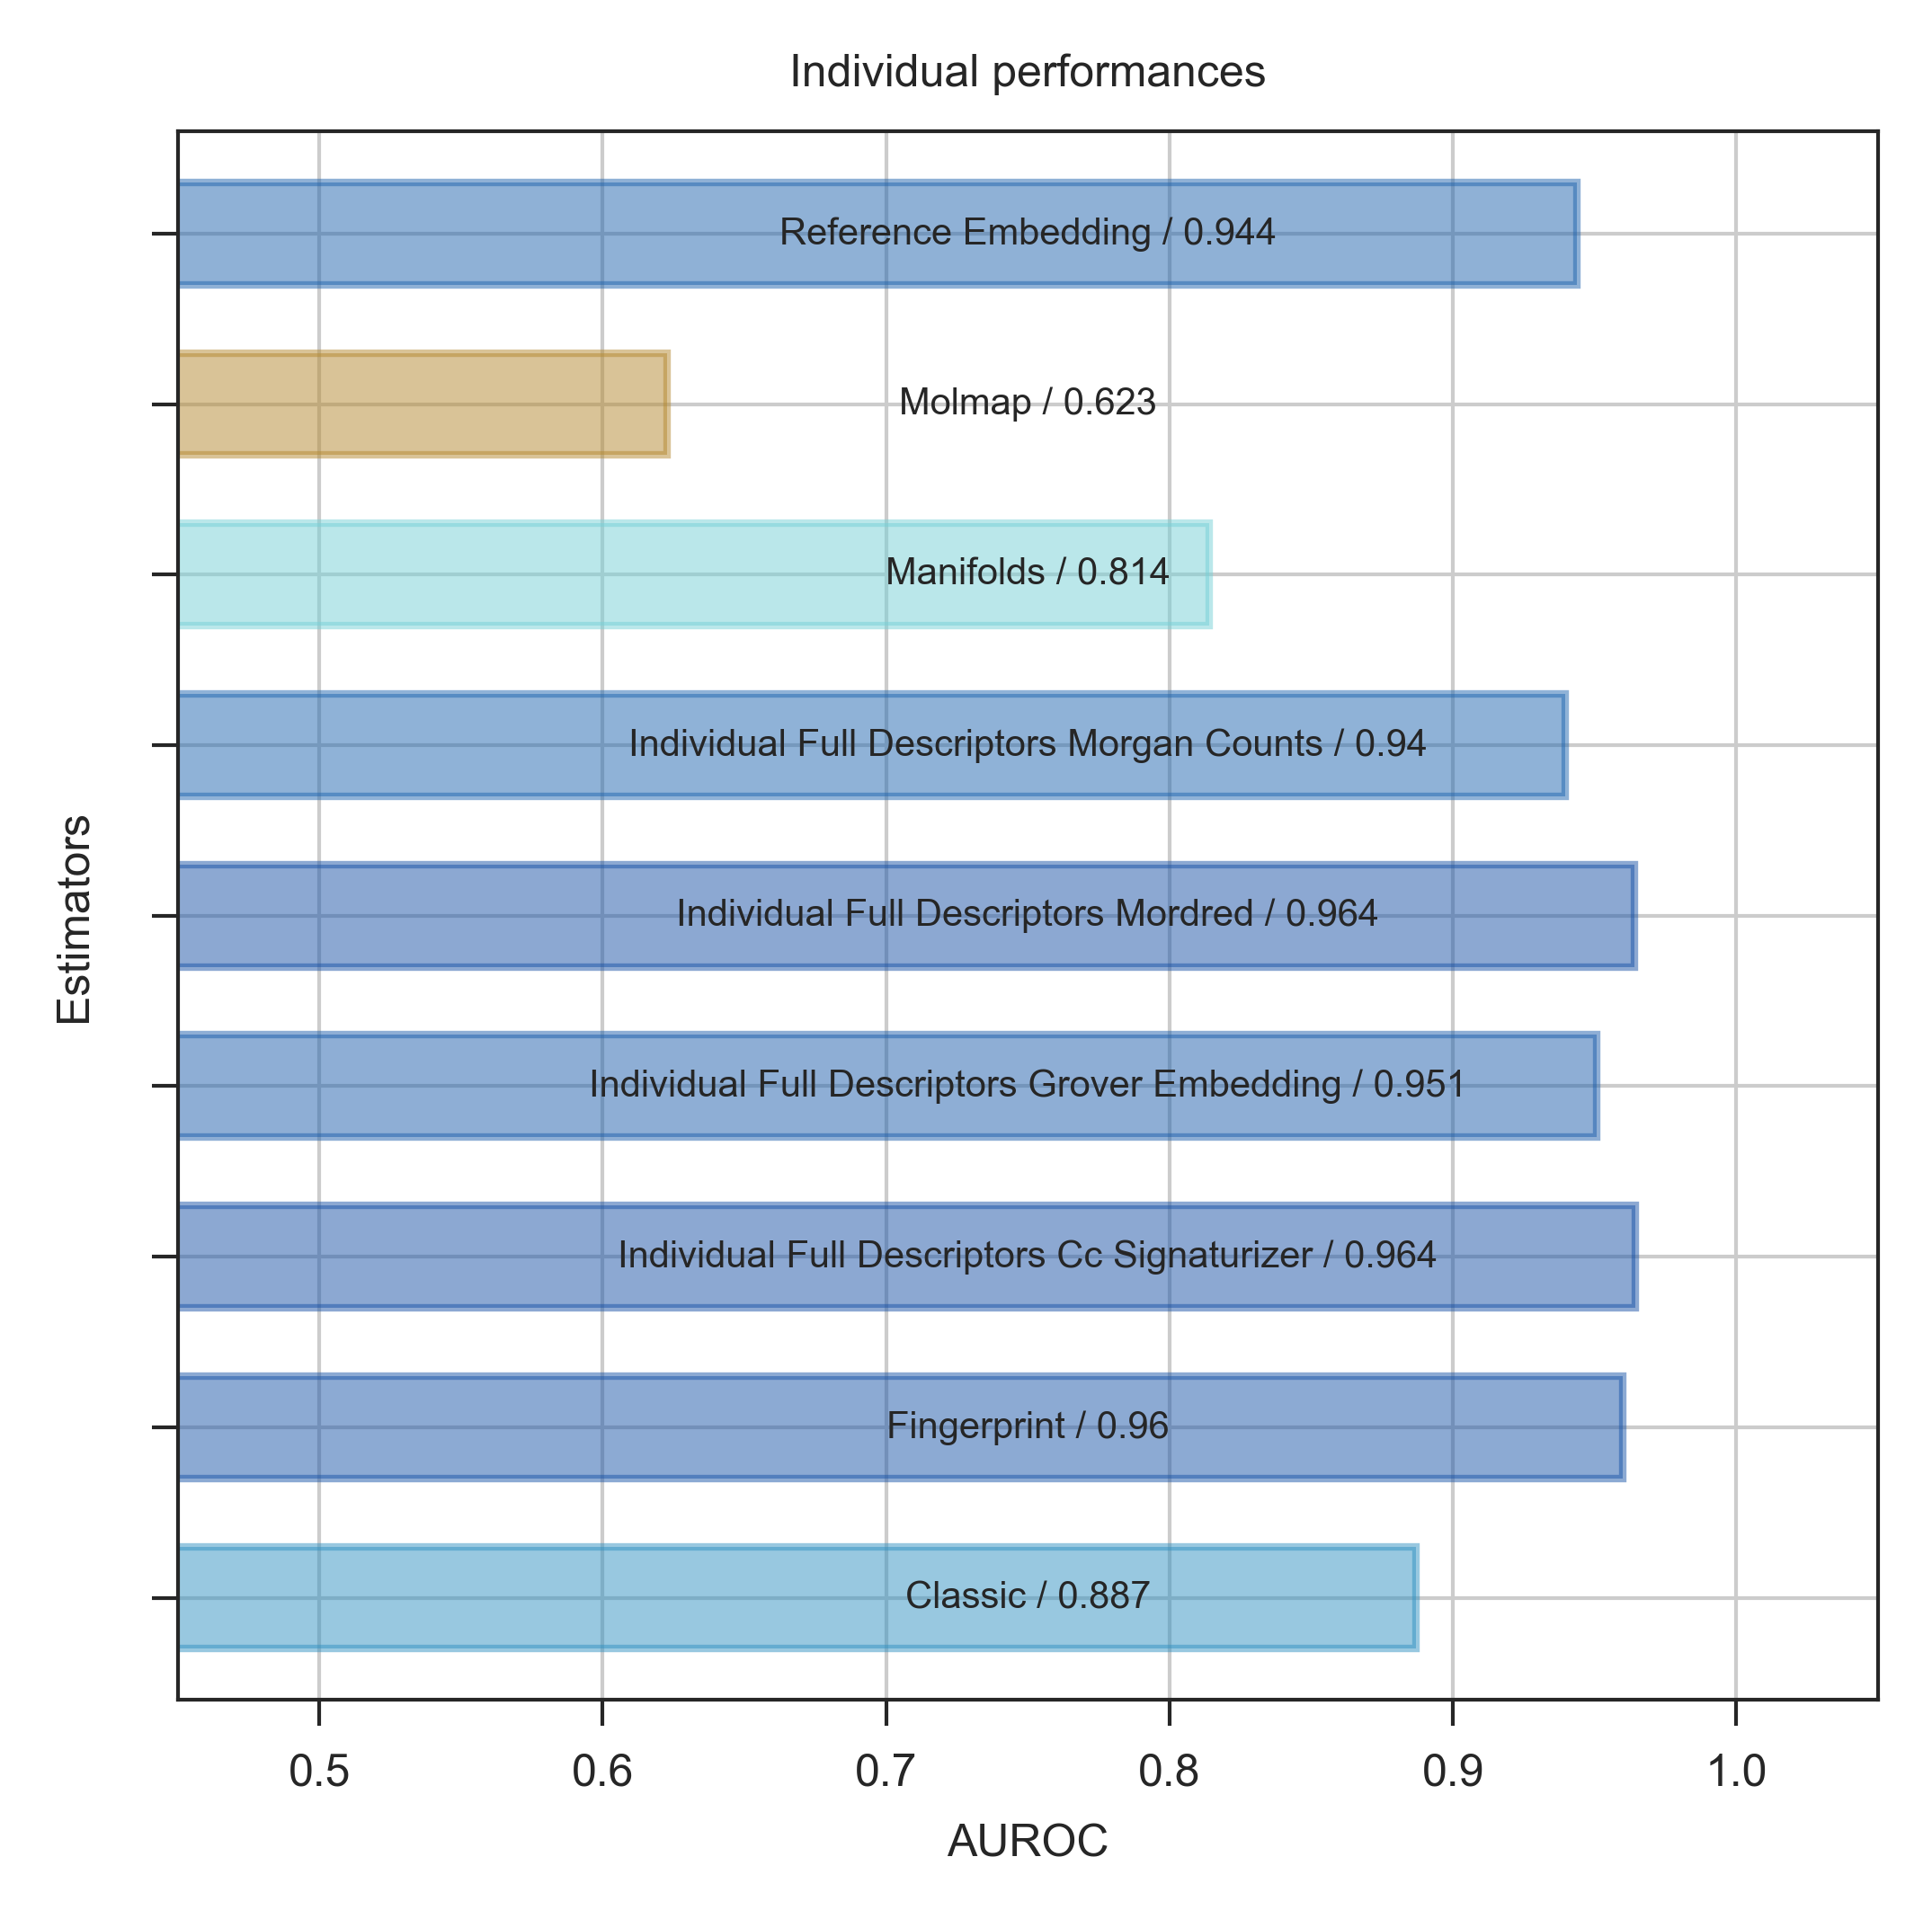 Individual performances
Reference Embedding / 0.944
Molmap / 0.623
Manifolds / 0.814
Individual Full Descriptors Morgan Counts / 0.94
Individual Full Descriptors Mordred / 0.964
Individual Full Descriptors Grover Embedding / 0.951
Individual Full Descriptors Cc Signaturizer / 0.964
Fingerprint / 0.96
Classic / 0.887
Estimators
0.5 0.6 0.7 0.8 0.9 1.0
AUROC